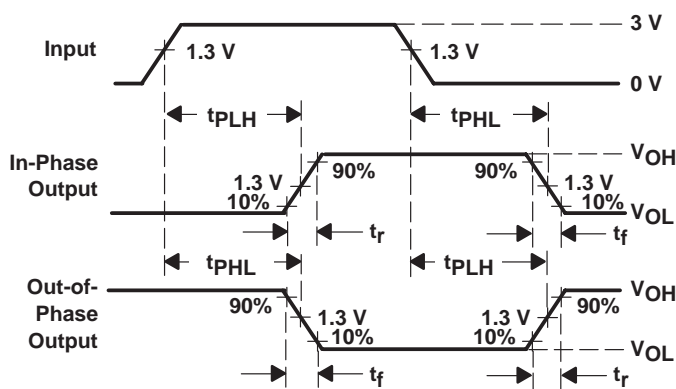 3 V
Input
1.3 V
1.3 V
0 V
tPLH
tPHL
VOH
In-Phase
Output
90%
90%
1.3 V
1.3 V
10%
10%
VOL
tr
tf
tPHL
tPLH
Out-of-
Phase
Output
VOH
90%
90%
1.3 V
1.3 V
10%
10%
VOL
tf
tr